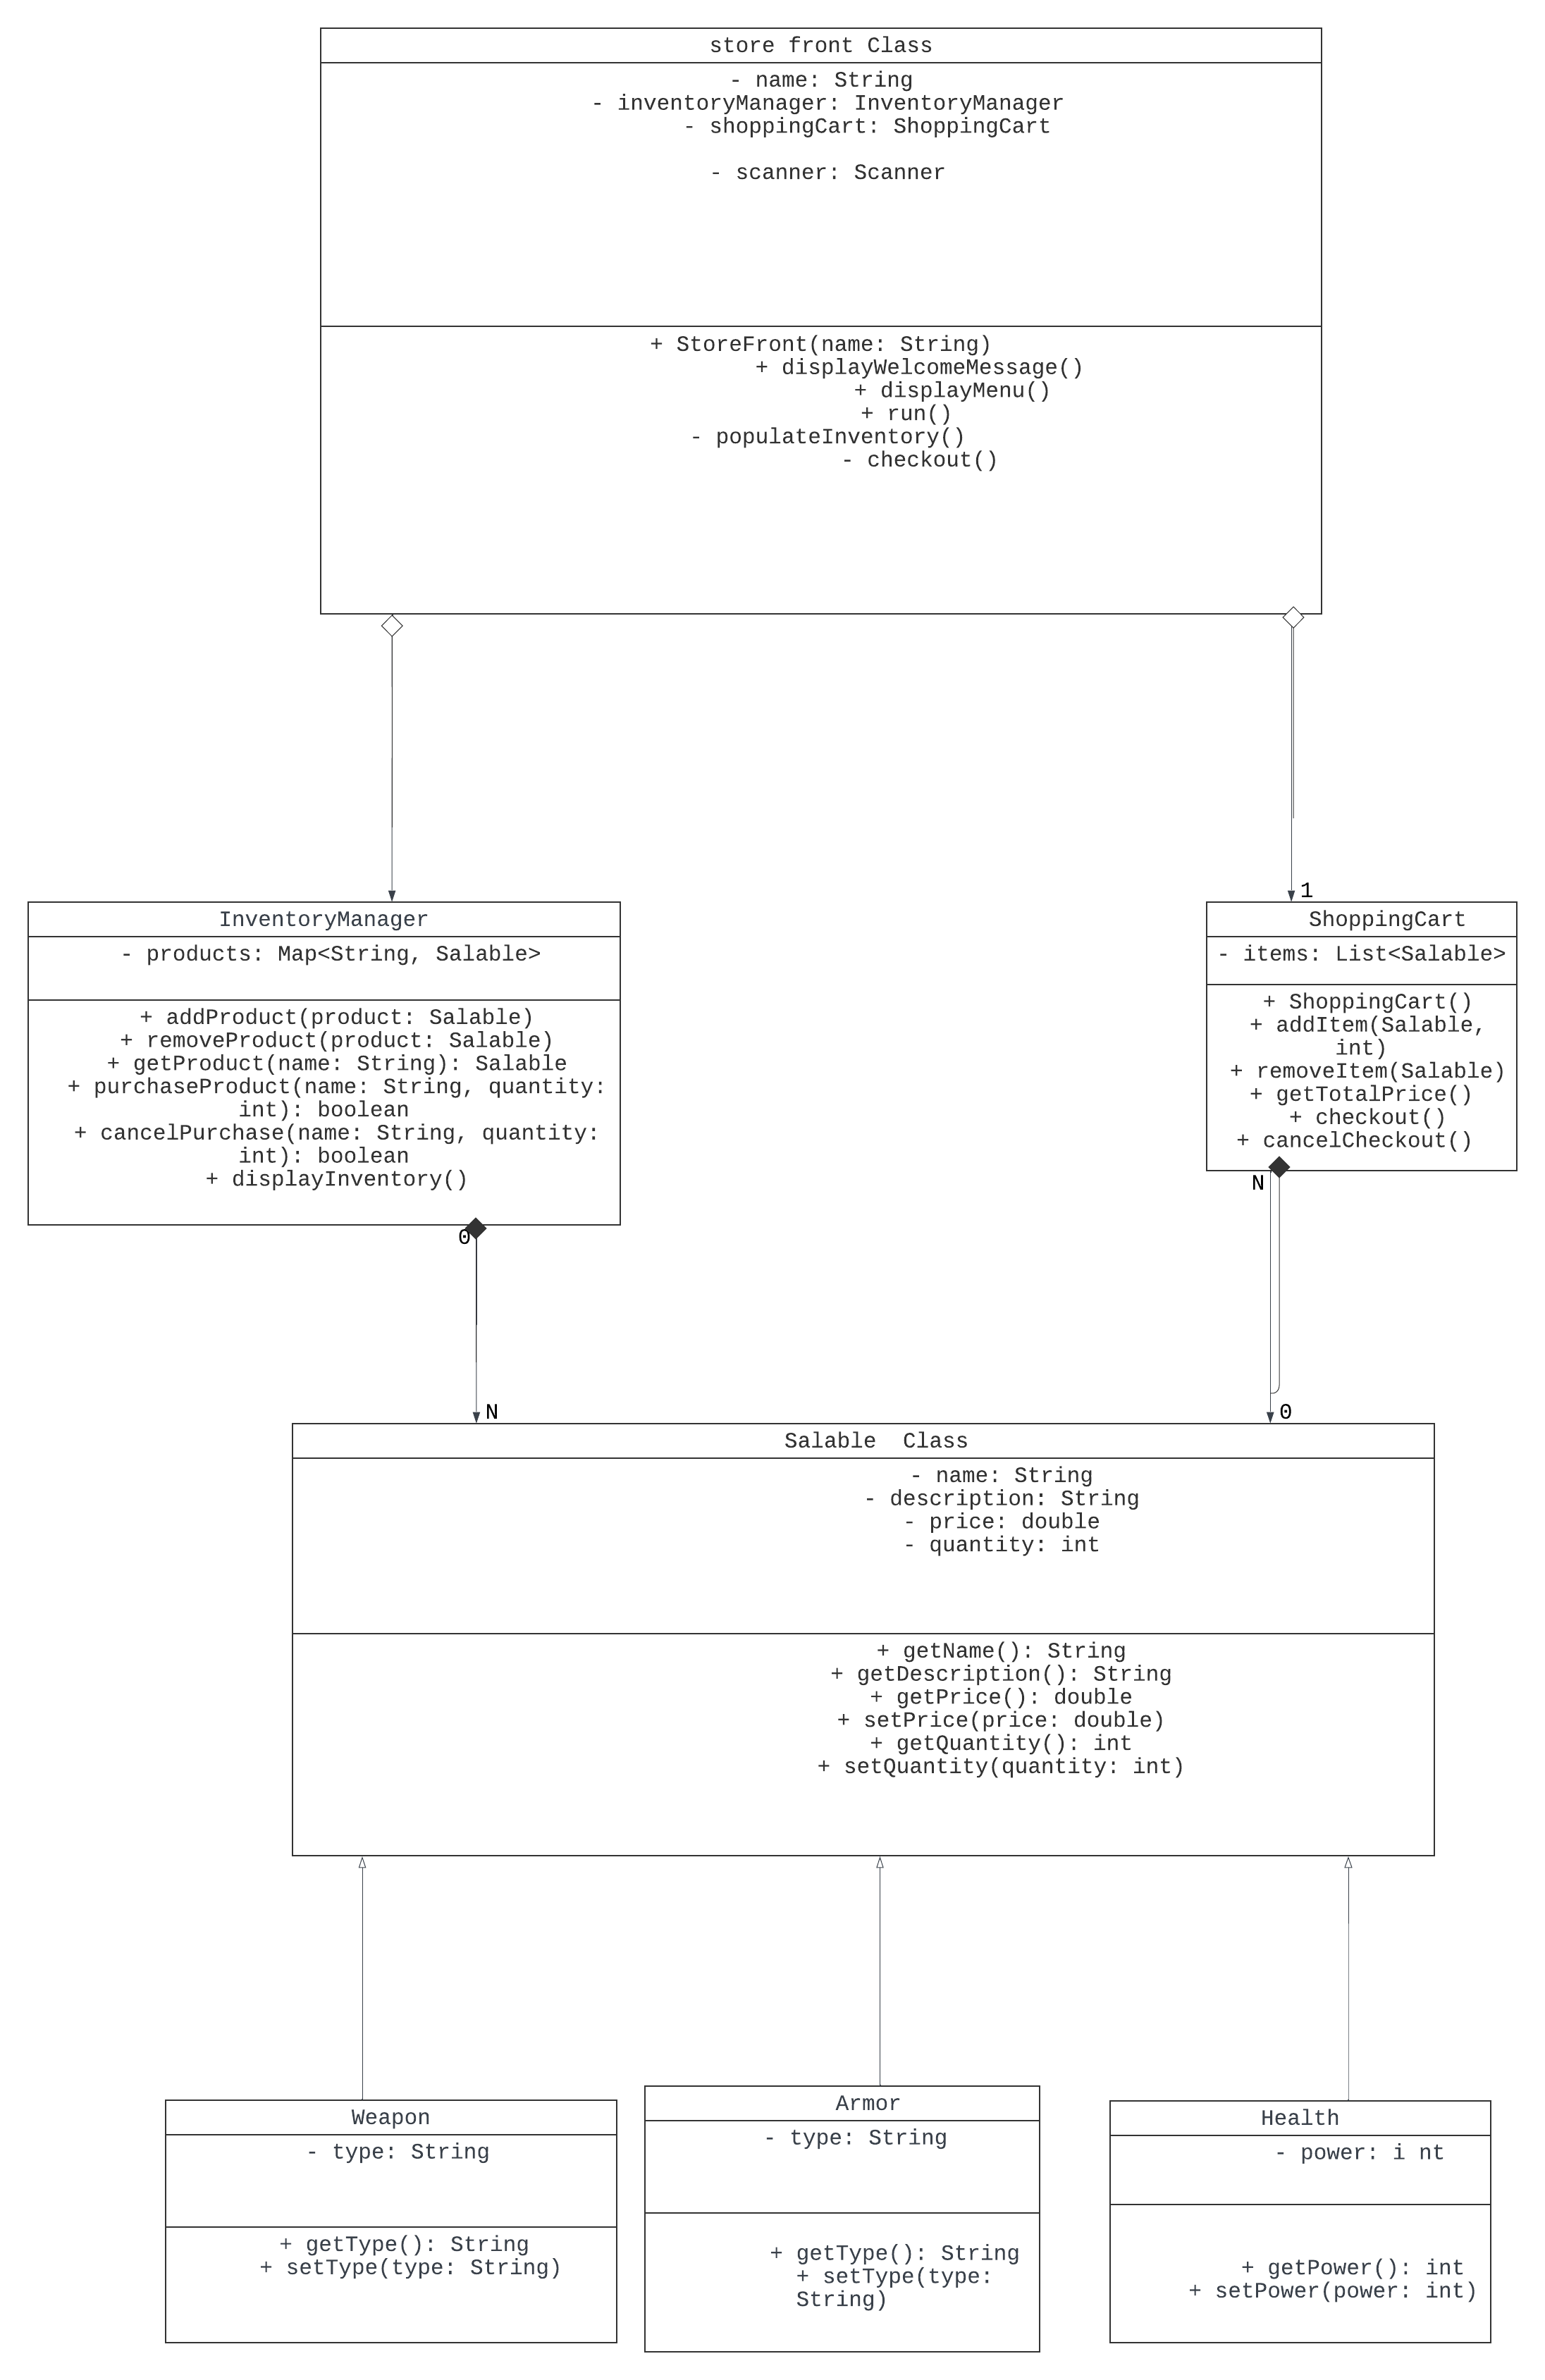 store front Class
- name: String
- inventoryManager: InventoryManager
- shoppingCart: ShoppingCart
- scanner: Scanner
+ StoreFront(name: String)
+ displayWelcomeMessage()
+ displayMenu()
+ run()
- populateInventory()
- checkout()
InventoryManager
- products: Map<String, Salable>
+ addProduct(product: Salable)
+ removeProduct(product: Salable)
+ getProduct(name: String): Salable
+ purchaseProduct(name: String, quantity:
int): boolean
+ cancelPurchase(name: String, quantity:
int): boolean
+ displayInventory()
0
N
1
ShoppingCart
- items: List<Salable>
+ ShoppingCart()
+ addItem(Salable,
int)
+ removeItem(Salable)
+ getTotalPrice()
+ checkout()
+ cancelCheckout()
N
0
Salable  Class
- name: String
- description: String
- price: double
- quantity: int
+ getName(): String
+ getDescription(): String
+ getPrice(): double
+ setPrice(price: double)
+ getQuantity(): int
+ setQuantity(quantity: int)
Weapon
- type: String
+ getType(): String
+ setType(type: String)
Armor
- type: String
+ getType(): String
+ setType(type:
String)
Health
- power: i nt
+ getPower(): int
+ setPower(power: int)